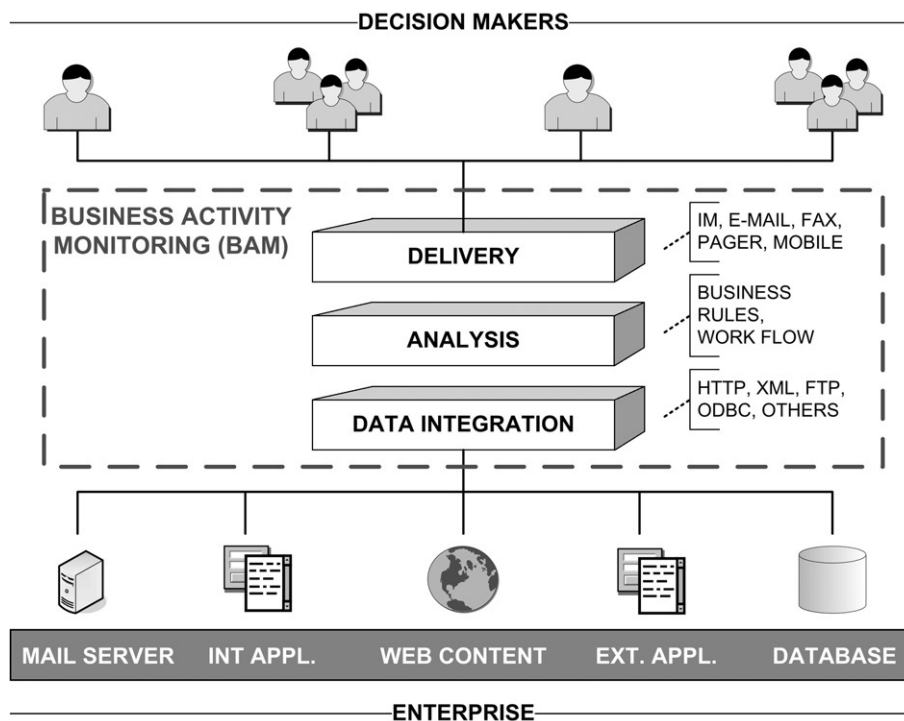 DECISION MAKERS
BUSINESS ACTIVITY
MONITORING (BAM)
DELIVERY
IM, E-MAIL, FAX,
PAGER, MOBILE
ANALYSIS
BUSINESS
RULES,
WORK FLOW
DATA INTEGRATION
HTTP, XML, FTP,
ODBC, OTHERS
MAIL SERVER
INT APPL.
WEB CONTENT
EXT. APPL.
DATABASE
ENTERPRISE